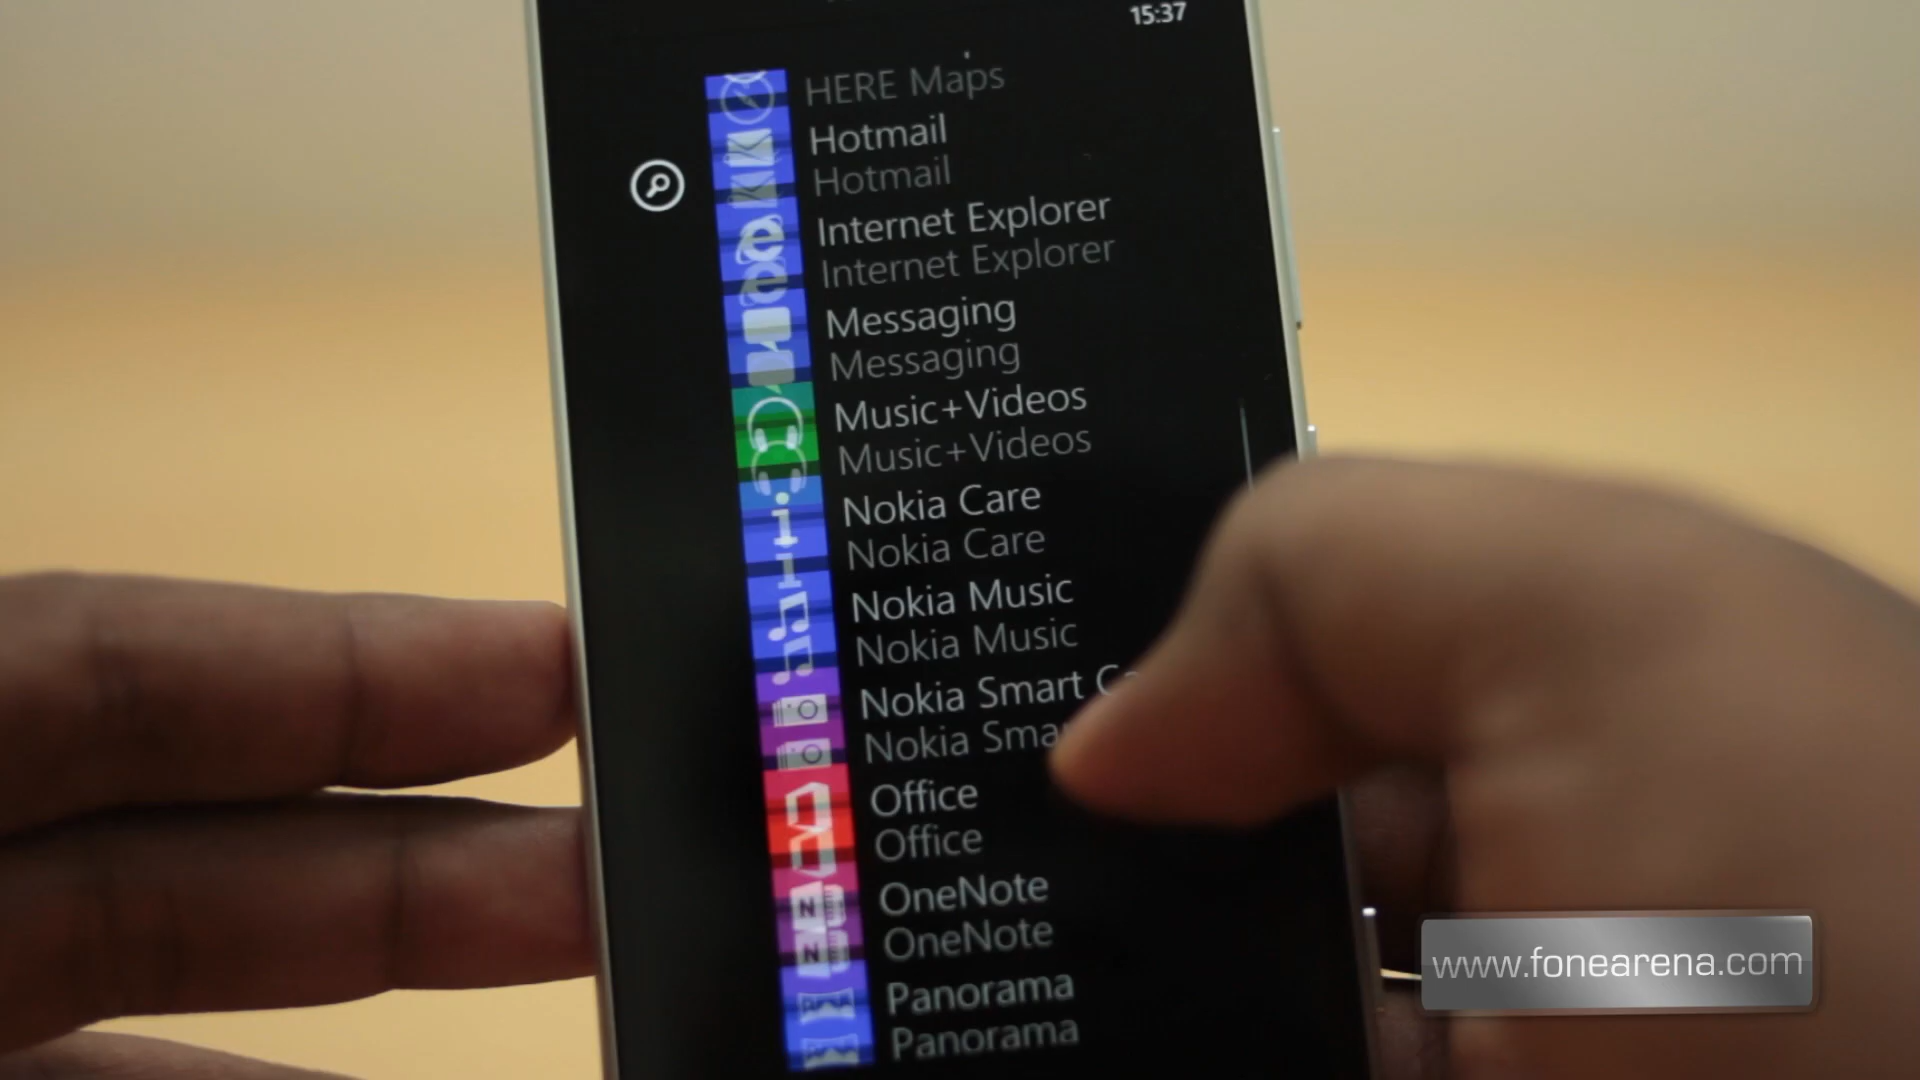 15:37
HERE Maps
Hotmail
Hotmail
Internet Explorer
Internet Explorer
Messaging
Messaging
Music+Videos
Music+Videos
Nokia Care
Nokia Care
Nokia Music
Nokia Music
Nokia Smart
Nokia
Office
Office
OneNote
OneNote
Panorama
Panorama
www.fonearena.com